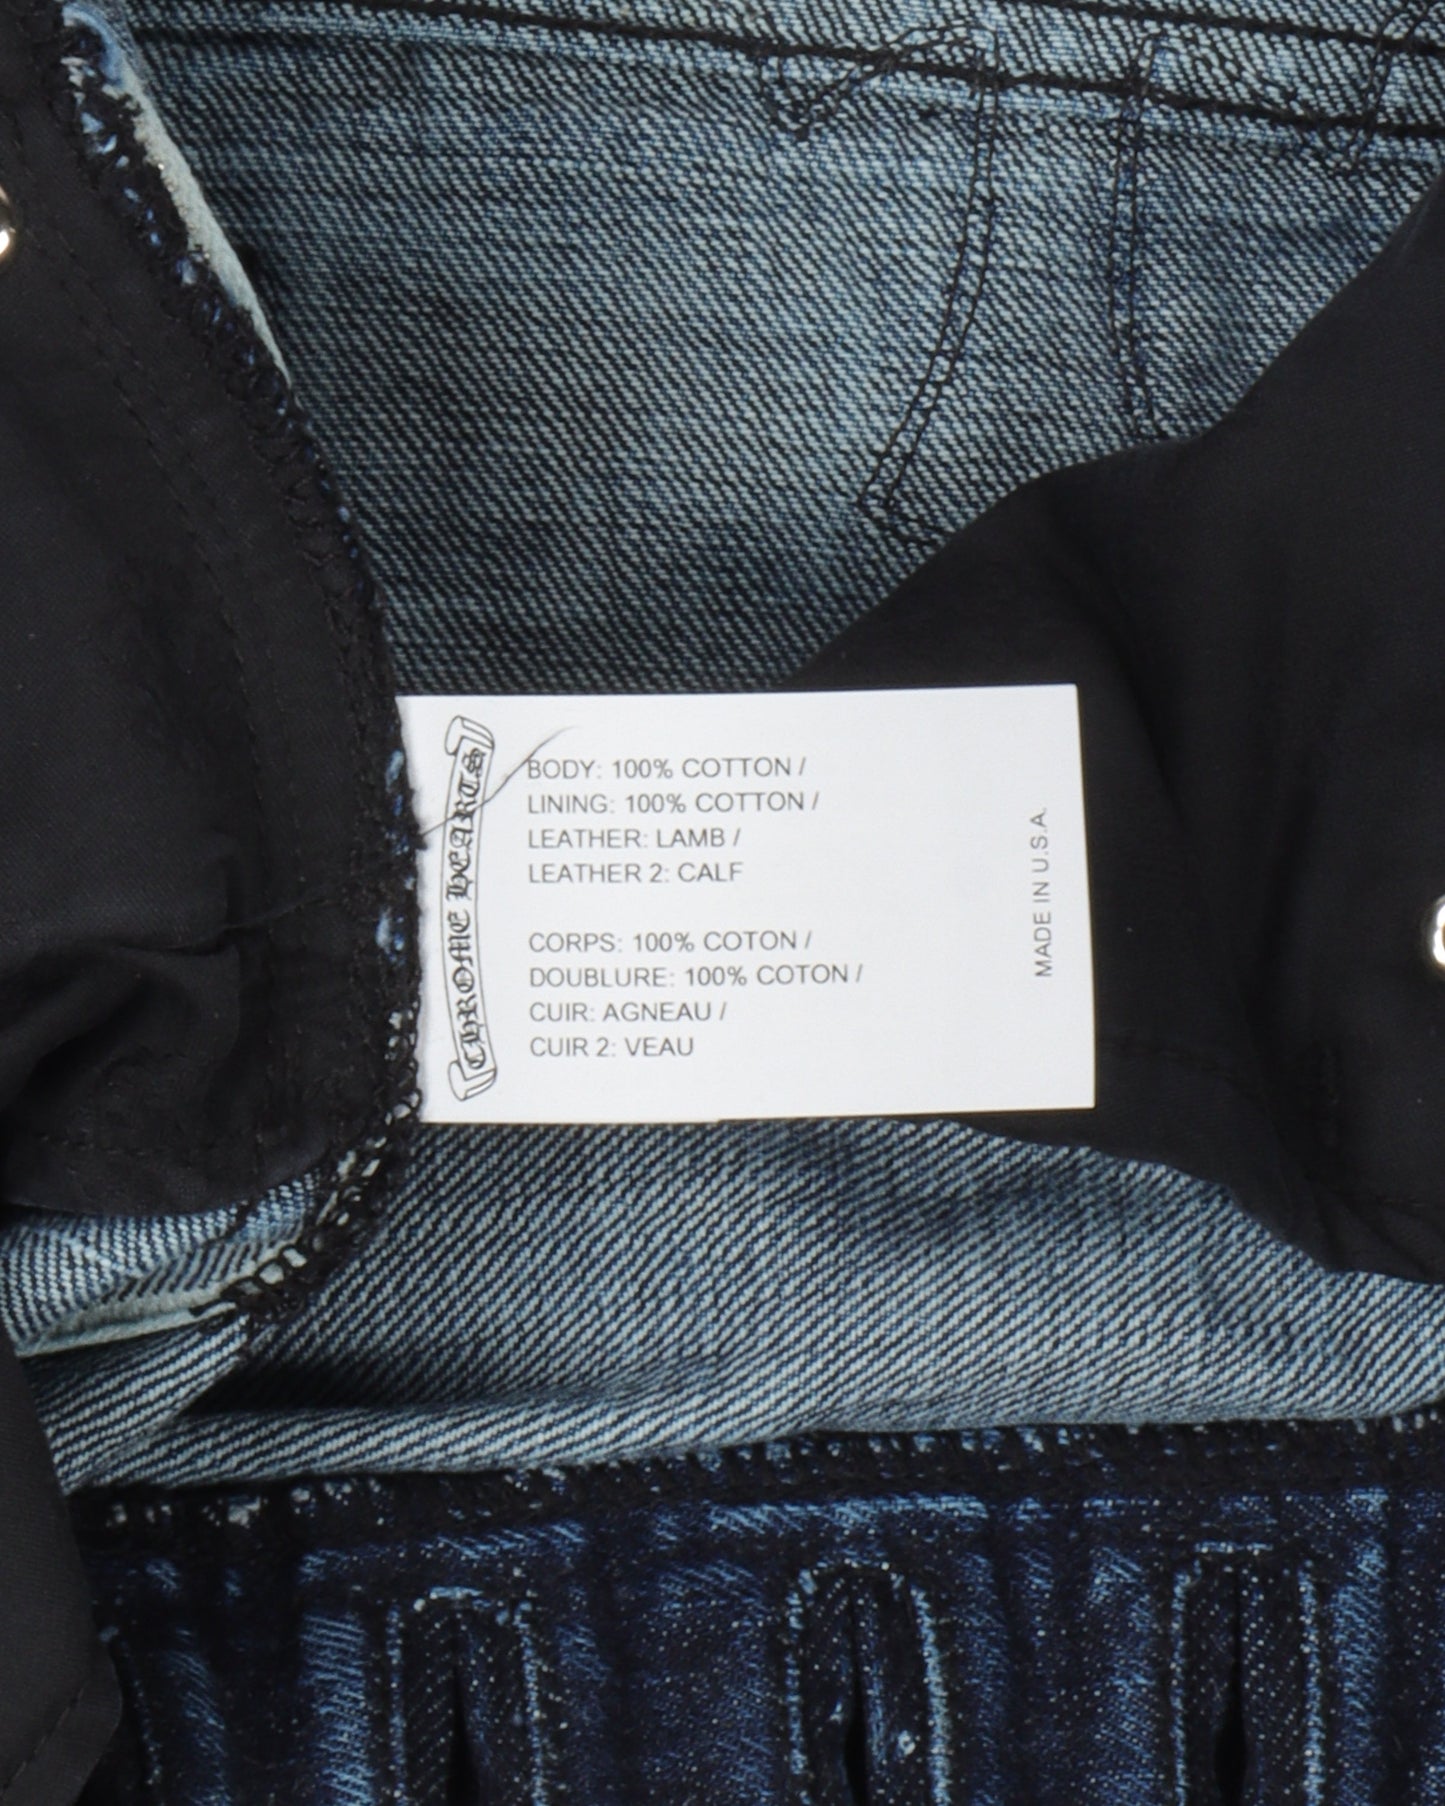 CHROME HEARTS
BODY: 100% COTTON /
LINING: 100% COTTON /
LEATHER: LAMB /
LEATHER 2: CALF
CORPS: 100% COTON /
DOUBLURE: 100% COTON /
CUIR: AGNEAU /
CUIR 2: VEAU
MADE IN U.S.A.